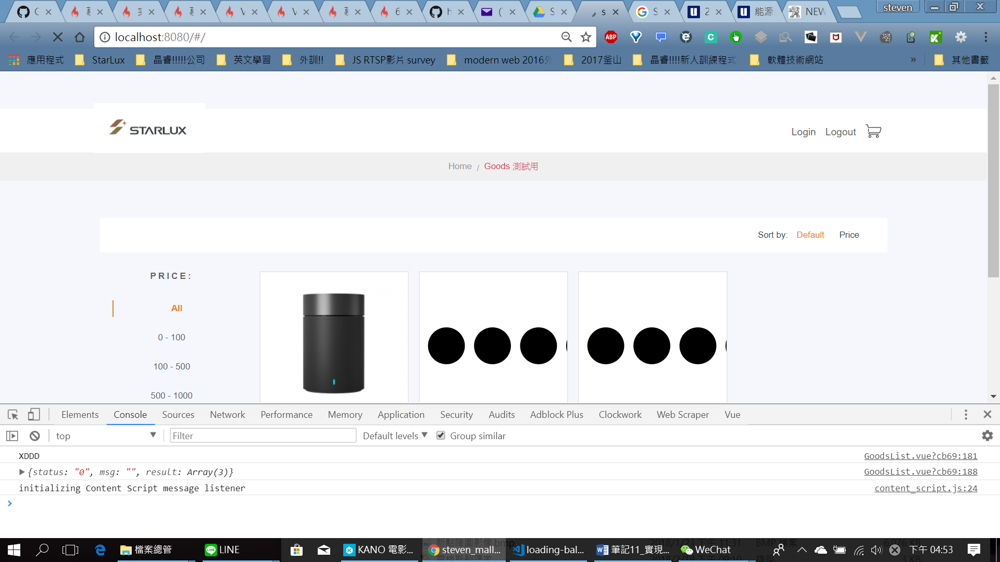 steven
localhost:8080/#/
ABP
應用程式 StarLux 晶睿!!!!!公司 英文學習 外訓!! JS RTSP影片 survey modern web 2016外 2017釜山 晶睿!!!!新人訓練程式 軟體技術網站 » 其他書籤
STARLUX
Login Logout
Home / Goods 測試用
Sort by: Default Price
PRICE:
All
0 - 100
100 - 500
500 - 1000
Elements Console Sources Network Performance Memory Application Security Audits Adblock Plus Clockwork Web Scraper Vue
top Filter Default levels Group similar
XDDD GoodsList.vue?cb69:181
{status: "0", msg: "", result: Array(3)} GoodsList.vue?cb69:188
initializing Content Script message listener content_script.js:24
檔案總管 LINE KANO 電影... steven_mall... loading-bal... 筆記11_實現... WeChat 下午 04:53